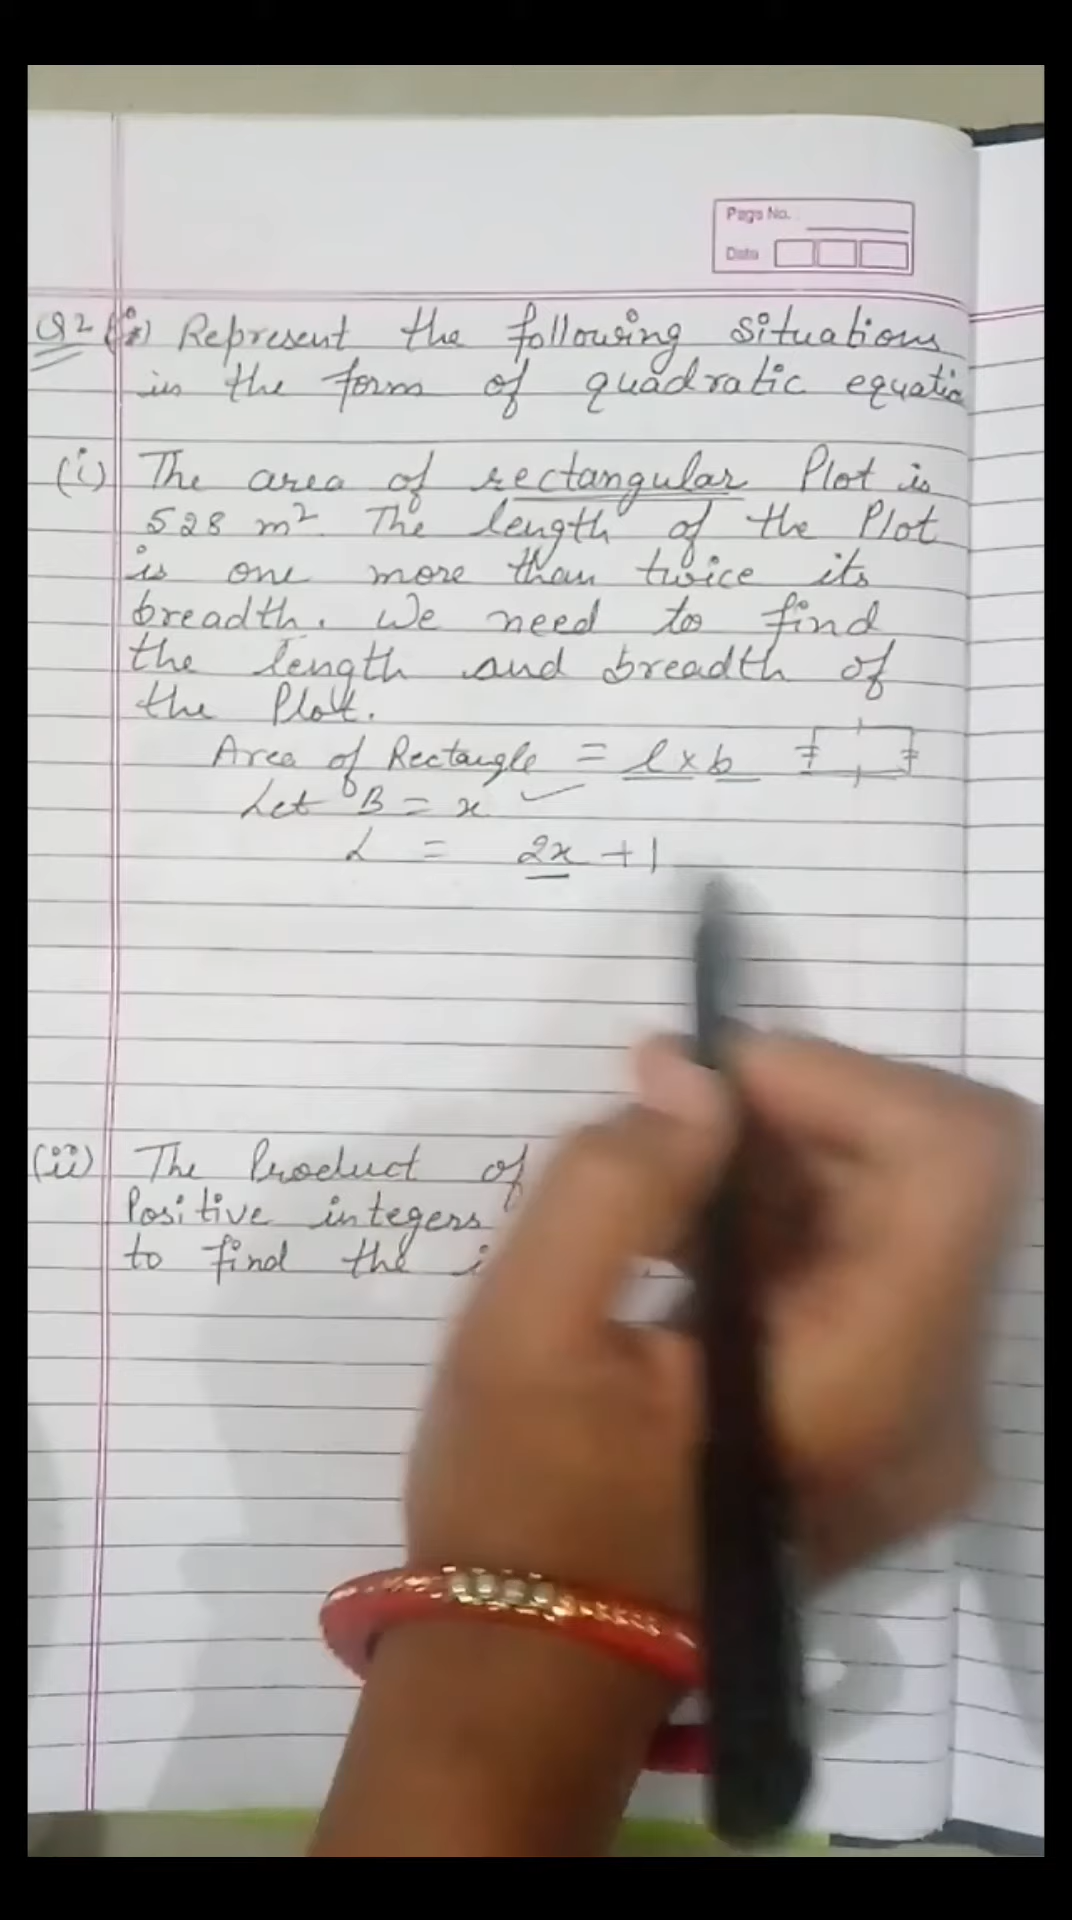 Page No.
Date
Q2 (i) Represent the following situations
in the form of quadratic equatio
(i) The area of rectangular Plot is
528 m². The length of the Plot
is one more than twice its
breadth. We need to find
the length and breadth of
the Plot.
Area of Rectangle = l×b
Let B = x ✓
L = 2x + 1
(ii) The Product of
Positive integers
to find the i